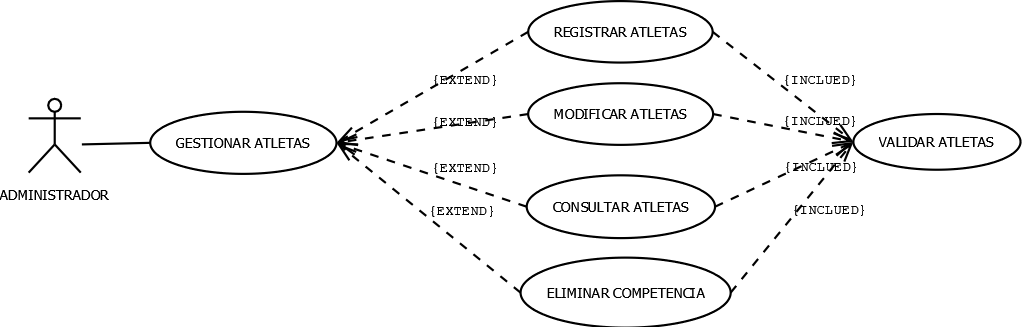 REGISTRAR ATLETAS
{EXTEND}
{INCLUED}
MODIFICAR ATLETAS
{EXTEND}
{INCLUED}
GESTIONAR ATLETAS
VALIDAR ATLETAS
{EXTEND}
{INCLUED}
ADMINISTRADOR
CONSULTAR ATLETAS
{EXTEND}
{INCLUED}
ELIMINAR COMPETENCIA